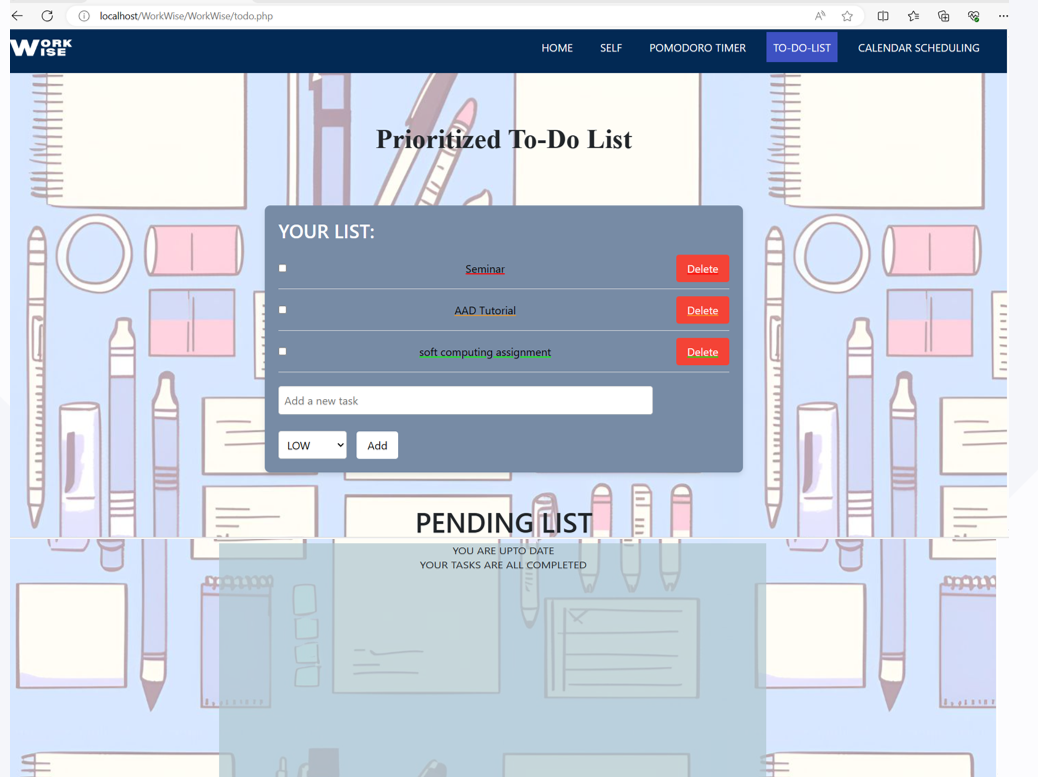 localhost/WorkWise/WorkWise/todo.php
WORK
WISE
HOME SELF POMODORO TIMER TO-DO-LIST CALENDAR SCHEDULING
Prioritized To-Do List
YOUR LIST:
Seminar Delete
AAD Tutorial Delete
soft computing assignment Delete
Add a new task
LOW Add
PENDING LIST
YOU ARE UPTO DATE
YOUR TASKS ARE ALL COMPLETED